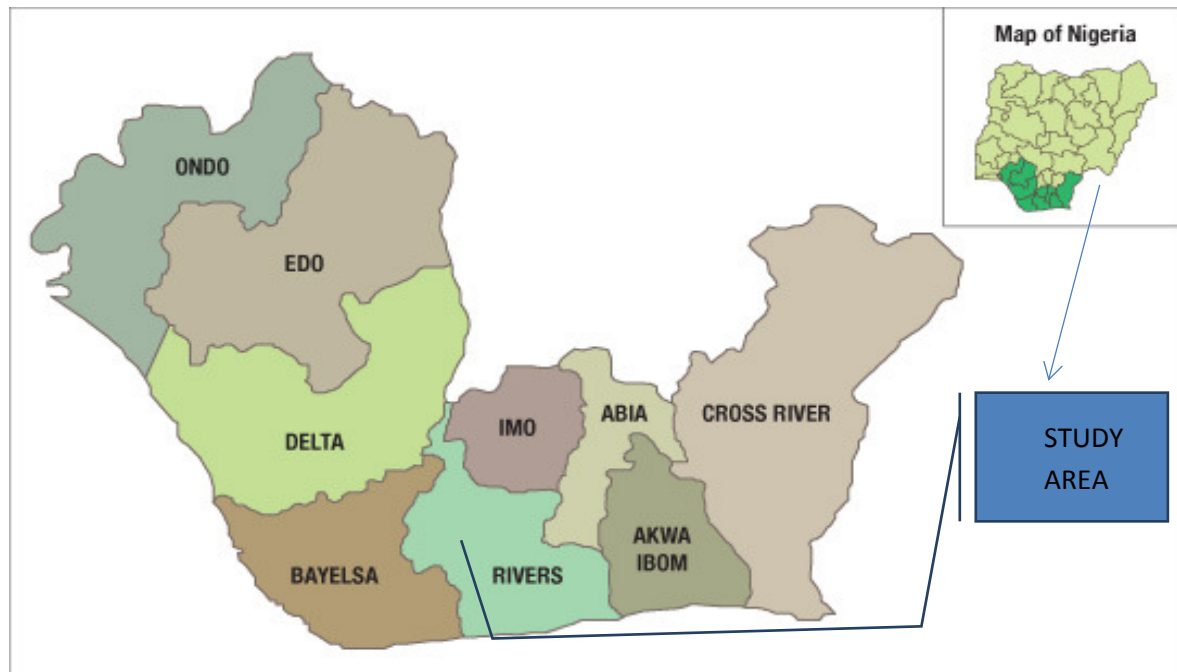 Map of Nigeria
ONDO
EDO
DELTA
IMO
ABIA
CROSS RIVER
STUDY
AREA
AKWA
IBOM
BAYELSA
RIVERS